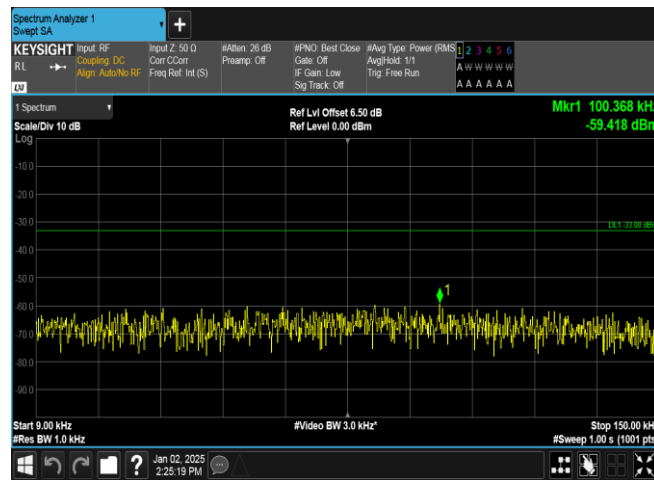 Spectrum Analyzer 1
Swept SA
+
KEYSIGHT Input: RF Input Z: 50 Ω #Atten: 26 dB #PNO: Best Close #Avg Type: Power (RMS 1 2 3 4 5 6
RL Coupling: DC Corr CCorr Preamp: Off Gate: Off Avg|Hold: 1/1 A W W W W W
Align: Auto/No RF Freq Ref: Int (S) IF Gain: Low Trig: Free Run
LXI Sig Track: Off A A A A A A
1 Spectrum Ref Lvl Offset 6.50 dB Mkr1 100.368 kHz
Scale/Div 10 dB Ref Level 0.00 dBm -59.418 dBm
Log
-10.0
-20.0
-30.0
DL1 -33.00 dBm
-40.0
-50.0
1
-60.0
-70.0
-80.0
-90.0
Start 9.00 kHz #Video BW 3.0 kHz* Stop 150.00 kHz
#Res BW 1.0 kHz #Sweep 1.00 s (1001 pts
? Jan 02, 2025
2:25:19 PM